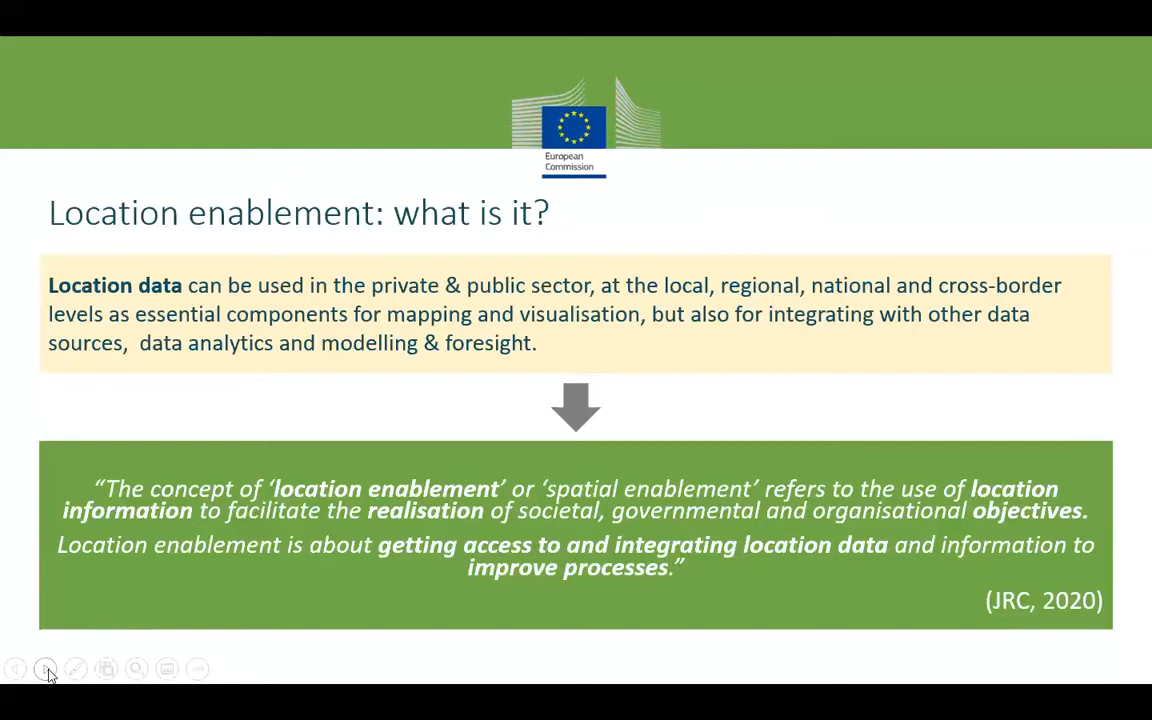 European
Commission
Location enablement: what is it?
Location data can be used in the private & public sector, at the local, regional, national and cross-border
levels as essential components for mapping and visualisation, but also for integrating with other data
sources, data analytics and modelling & foresight.
“The concept of ‘location enablement’ or ‘spatial enablement’ refers to the use of location
information to facilitate the realisation of societal, governmental and organisational objectives.
Location enablement is about getting access to and integrating location data and information to
improve processes.”
(JRC, 2020)